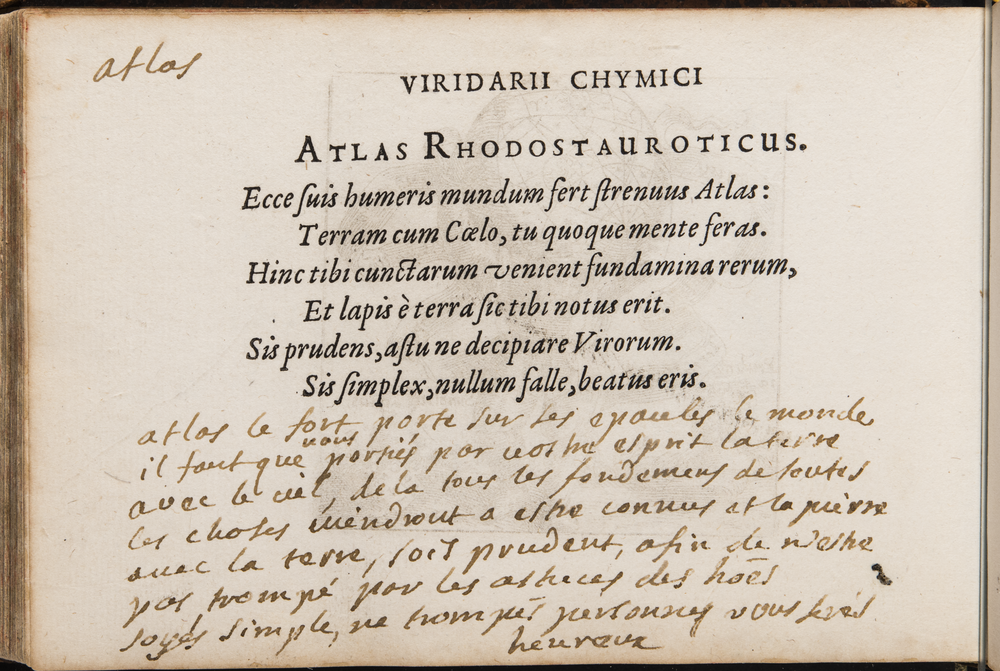 atlas
VIRIDARII CHYMICI
ATLAS RHODOSTAUROTICUS.
Ecce ſuis humeris mundum fert ſtrenuus Atlas:
Terram cum Cœlo, tu quoque mente feras.
Hinc tibi cunctarum venient fundamina rerum,
Et lapis è terra ſic tibi notus erit.
Sis prudens, aſtu ne decipiare Virorum.
Sis ſimplex, nullum falle, beatus eris.
atlas le fort porte sur ses epaules le monde
il faut que vous portiés par vostre esprit la terre
avec le ciel, de la tous les fondemens de toutes
les choses viendront a estre connus et la pierre
avec la terre, soiés prudent, afin de n'estre
pas trompé par les astuces des hoēs
soyés simple, ne trompés personnes vous serés
heureux